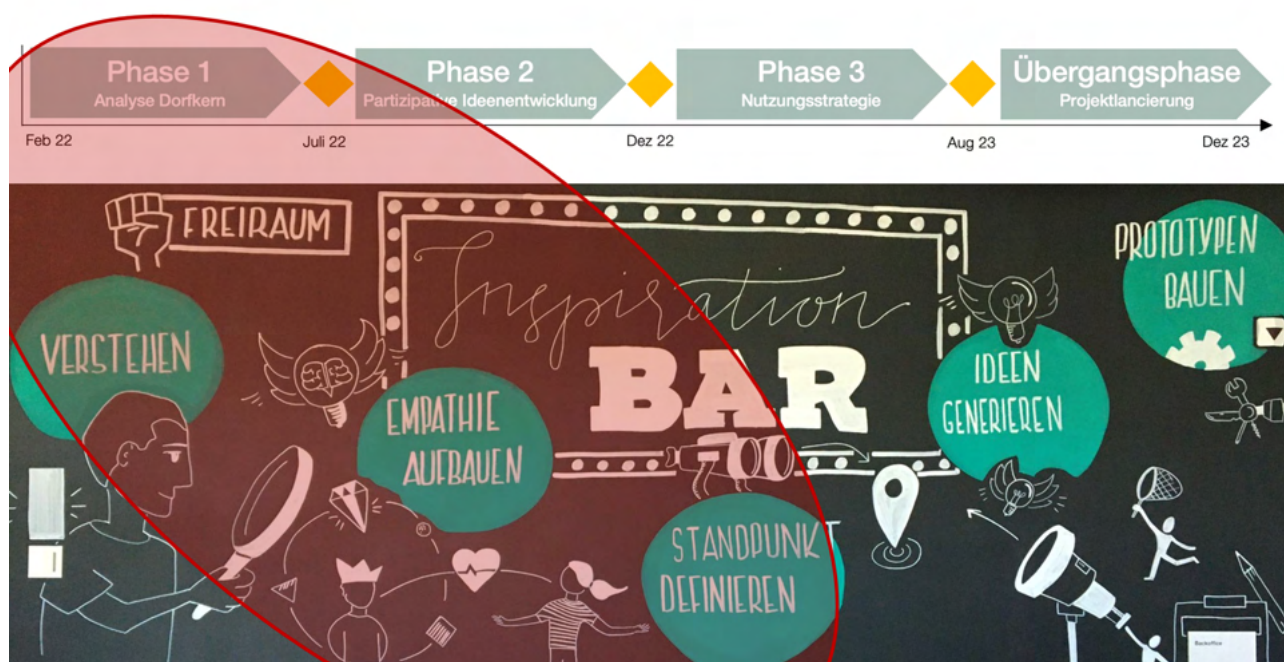 Phase 1
Analyse Dorfkern
Phase 2
Partizipative Ideenentwicklung
Phase 3
Nutzungsstrategie
Übergangsphase
Projektlancierung
Feb 22
Juli 22
Dez 22
Aug 23
Dez 23
FREIRAUM
Inspiration
BAR
VERSTEHEN
EMPATHIE
AUFBAUEN
STANDPUNKT
DEFINIEREN
IDEEN
GENERIEREN
PROTOTYPEN
BAUEN
Backoffice